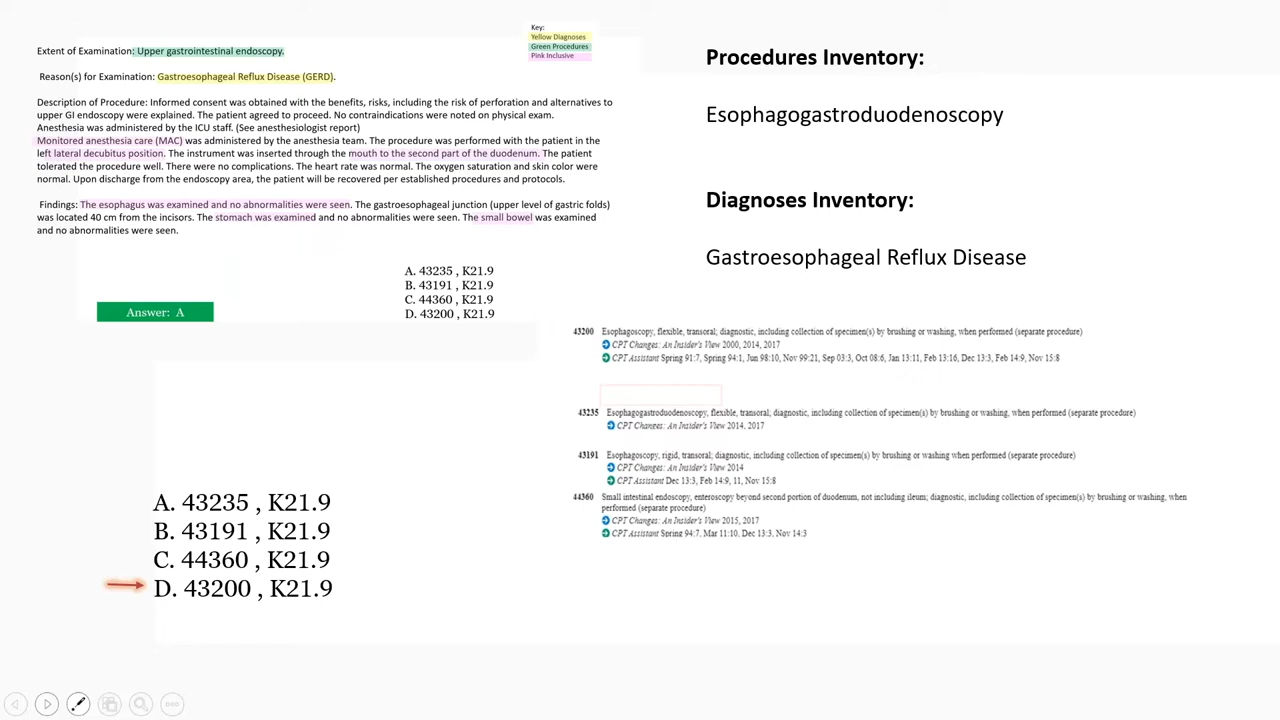 Key:
Yellow Diagnoses
Green Procedures
Pink Inclusive
Extent of Examination: Upper gastrointestinal endoscopy.
Reason(s) for Examination: Gastroesophageal Reflux Disease (GERD).
Description of Procedure: Informed consent was obtained with the benefits, risks, including the risk of perforation and alternatives to
upper GI endoscopy were explained. The patient agreed to proceed. No contraindications were noted on physical exam.
Anesthesia was administered by the ICU staff. (See anesthesiologist report)
Monitored anesthesia care (MAC) was administered by the anesthesia team. The procedure was performed with the patient in the
left lateral decubitus position. The instrument was inserted through the mouth to the second part of the duodenum. The patient
tolerated the procedure well. There were no complications. The heart rate was normal. The oxygen saturation and skin color were
normal. Upon discharge from the endoscopy area, the patient will be recovered per established procedures and protocols.
Findings: The esophagus was examined and no abnormalities were seen. The gastroesophageal junction (upper level of gastric folds)
was located 40 cm from the incisors. The stomach was examined and no abnormalities were seen. The small bowel was examined
and no abnormalities were seen.
A. 43235 , K21.9
B. 43191 , K21.9
C. 44360 , K21.9
D. 43200 , K21.9
Answer: A
Procedures Inventory:
Esophagogastroduodenoscopy
Diagnoses Inventory:
Gastroesophageal Reflux Disease
43200 Esophagoscopy, flexible, transoral; diagnostic, including collection of specimen(s) by brushing or washing, when performed (separate procedure)
CPT Changes: An Insider's View 2000, 2014, 2017
CPT Assistant Spring 91:7, Spring 94:1, Jun 98:10, Nov 99:21, Sep 03:3, Oct 08:6, Jan 13:11, Feb 13:16, Dec 13:3, Feb 14:9, Nov 15:8
43235 Esophagogastroduodenoscopy, flexible, transoral; diagnostic, including collection of specimen(s) by brushing or washing, when performed (separate procedure)
CPT Changes: An Insider's View 2014, 2017
43191 Esophagoscopy, rigid, transoral; diagnostic, including collection of specimen(s) by brushing or washing when performed (separate procedure)
CPT Changes: An Insider's View 2014
CPT Assistant Dec 13:3, Feb 14:9, 11, Nov 15:8
44360 Small intestinal endoscopy, enteroscopy beyond second portion of duodenum, not including ileum; diagnostic, including collection of specimen(s) by brushing or washing, when
performed (separate procedure)
CPT Changes: An Insider's View 2015, 2017
CPT Assistant Spring 94:7, Mar 11:10, Dec 13:3, Nov 14:3
A. 43235 , K21.9
B. 43191 , K21.9
C. 44360 , K21.9
D. 43200 , K21.9